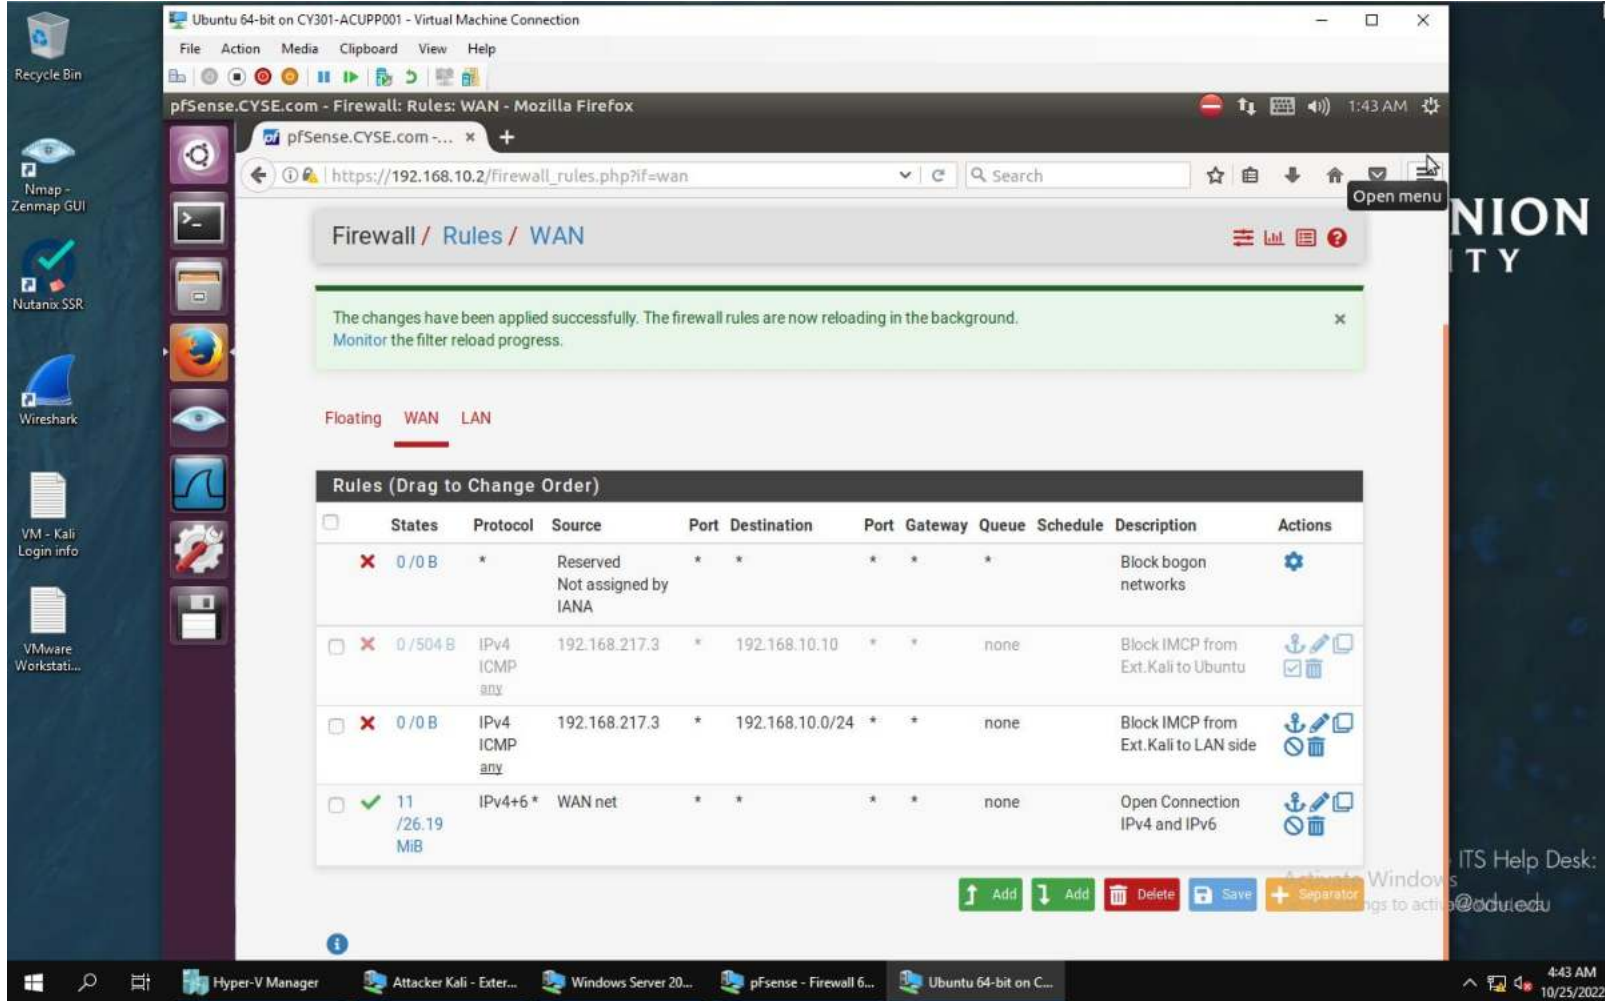 Ubuntu 64-bit on CY301-ACUPP001 - Virtual Machine Connection
File Action Media Clipboard View Help
Recycle Bin
pfSense.CYSE.com - Firewall: Rules: WAN - Mozilla Firefox
1:43 AM
pfSense.CYSE.com -...
https://192.168.10.2/firewall_rules.php?if=wan
Search
Open menu
Nmap -
Zenmap GUI
NION
TY
Firewall / Rules / WAN
Nutanix SSR
The changes have been applied successfully. The firewall rules are now reloading in the background.
Monitor the filter reload progress.
Wireshark
Floating WAN LAN
Rules (Drag to Change Order)
States Protocol Source Port Destination Port Gateway Queue Schedule Description Actions
VM - Kali
Login info
0 /0 B * Reserved * * * * * Block bogon
Not assigned by networks
IANA
0 /504 B IPv4 192.168.217.3 * 192.168.10.10 * * none Block IMCP from
ICMP Ext.Kali to Ubuntu
any
VMware
Workstati...
0 /0 B IPv4 192.168.217.3 * 192.168.10.0/24 * * none Block IMCP from
ICMP Ext.Kali to LAN side
any
11 IPv4+6 * WAN net * * * * none Open Connection
/26.19 IPv4 and IPv6
MiB
Add Add Delete Save Separator
ITS Help Desk:
Activate Windows
ngs to activ
Hyper-V Manager
Attacker Kali - Exter...
Windows Server 20...
pfSense - Firewall 6...
Ubuntu 64-bit on C...
4:43 AM
10/25/2022